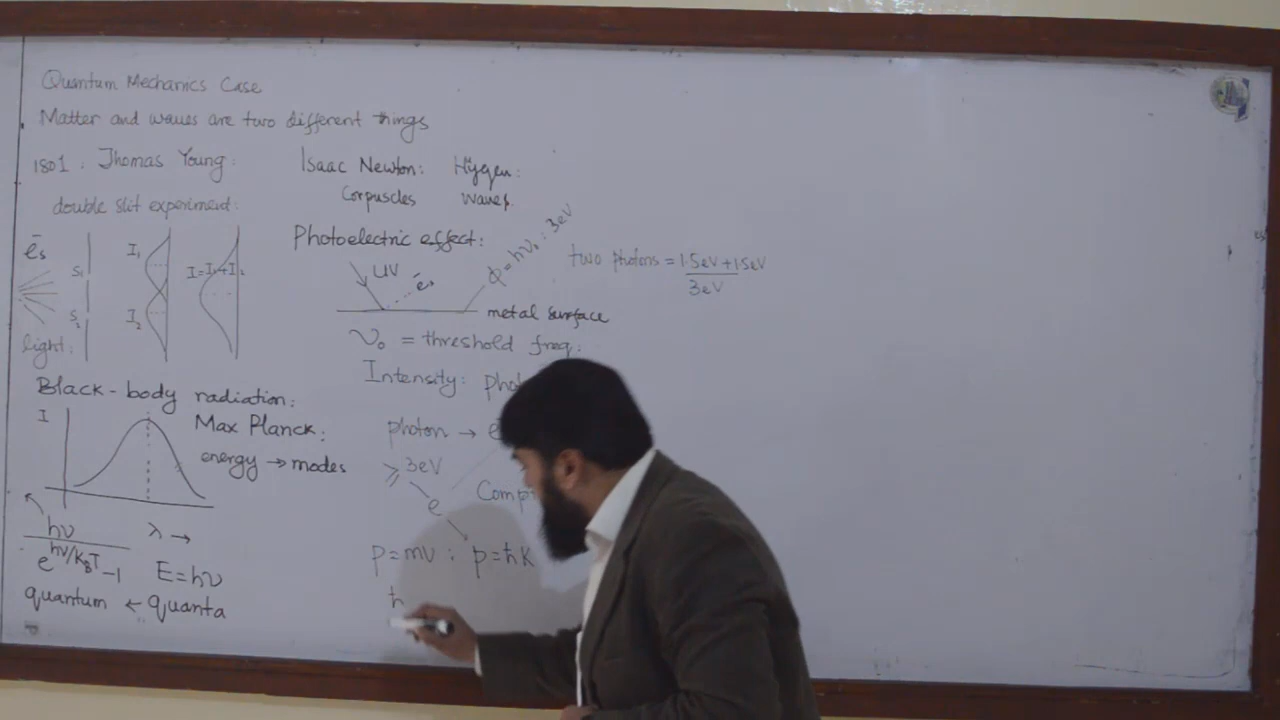 Quantum Mechanics Case
Matter and waves are two different things
1801 : Thomas Young :
double slit experiment:
Isaac Newton: Hygen:
Corpuscles waves
ēs
S₁
S₂
light:
I₁
I₂
I=I₁+I₂
Photoelectric effect:
UV
ē
φ=hν₀ : 3eV
metal surface
ν₀ = threshold freq:
Intensity:
two photons = 1.5eV+1.5eV
3eV
Black-body radiation:
I
Max Planck:
energy → modes
λ →
hν
e^hν/k_BT -1
E=hν
quantum ← quanta
photon →
≥ 3eV
e
p=mv : p=ħk